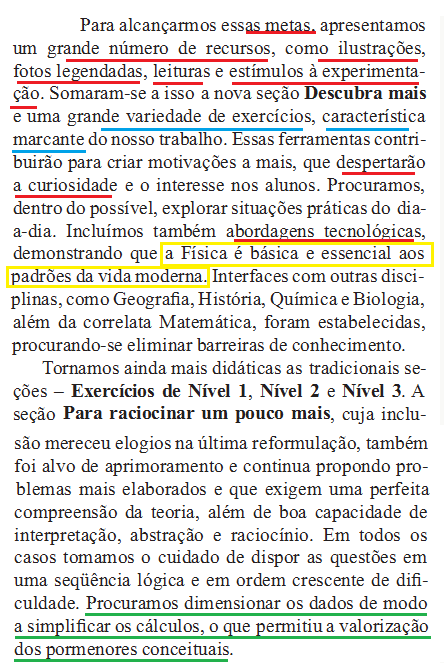 Para alcançarmos essas metas, apresentamos
um grande número de recursos, como ilustrações,
fotos legendadas, leituras e estímulos à experimenta-
ção. Somaram-se a isso a nova seção Descubra mais
e uma grande variedade de exercícios, característica
marcante do nosso trabalho. Essas ferramentas contri-
buirão para criar motivações a mais, que despertarão
a curiosidade e o interesse nos alunos. Procuramos,
dentro do possível, explorar situações práticas do dia-
a-dia. Incluímos também abordagens tecnológicas,
demonstrando que a Física é básica e essencial aos
padrões da vida moderna. Interfaces com outras disci-
plinas, como Geografia, História, Química e Biologia,
além da correlata Matemática, foram estabelecidas,
procurando-se eliminar barreiras de conhecimento.
Tornamos ainda mais didáticas as tradicionais se-
ções – Exercícios de Nível 1, Nível 2 e Nível 3. A
seção Para raciocinar um pouco mais, cuja inclu-
são mereceu elogios na última reformulação, também
foi alvo de aprimoramento e continua propondo pro-
blemas mais elaborados e que exigem uma perfeita
compreensão da teoria, além de boa capacidade de
interpretação, abstração e raciocínio. Em todos os
casos tomamos o cuidado de dispor as questões em
uma seqüência lógica e em ordem crescente de difi-
culdade. Procuramos dimensionar os dados de modo
a simplificar os cálculos, o que permitiu a valorização
dos pormenores conceituais.